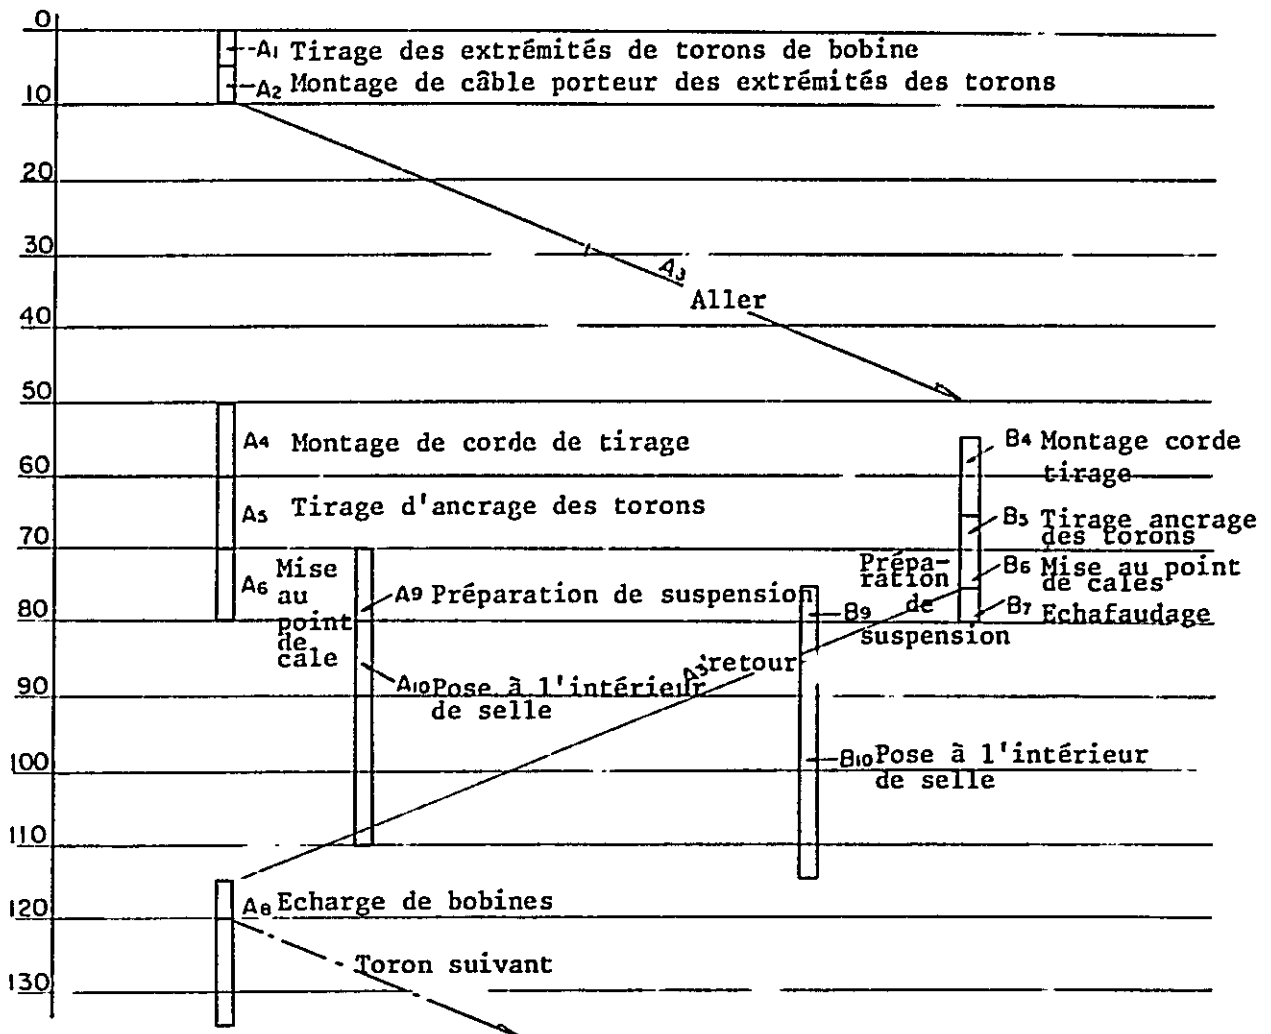 0
A1 Tirage des extrémités de torons de bobine
A2 Montage de câble porteur des extrémités des torons
10
20
30
A3
Aller
40
50
A4 Montage de corde de tirage
B4 Montage corde
tirage
60
A5 Tirage d'ancrage des torons
B5 Tirage ancrage
des torons
70
A6 Mise
au
point
de
cale
A9 Préparation de suspension
B9
Prépa-
ration
de
suspension
B6 Mise au point
de cales
B7 Echafaudage
80
A3' retour
A10 Pose à l'intérieur
de selle
90
B10 Pose à l'intérieur
de selle
100
110
A8 Echarge de bobines
120
Toron suivant
130